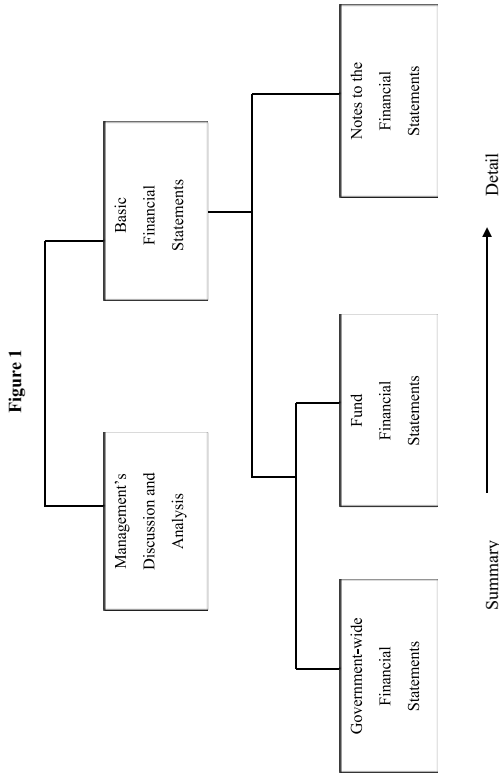 Figure 1
Management's
Discussion and
Analysis
Basic
Financial
Statements
Government-wide
Financial
Statements
Fund
Financial
Statements
Notes to the
Financial
Statements
Summary
Detail